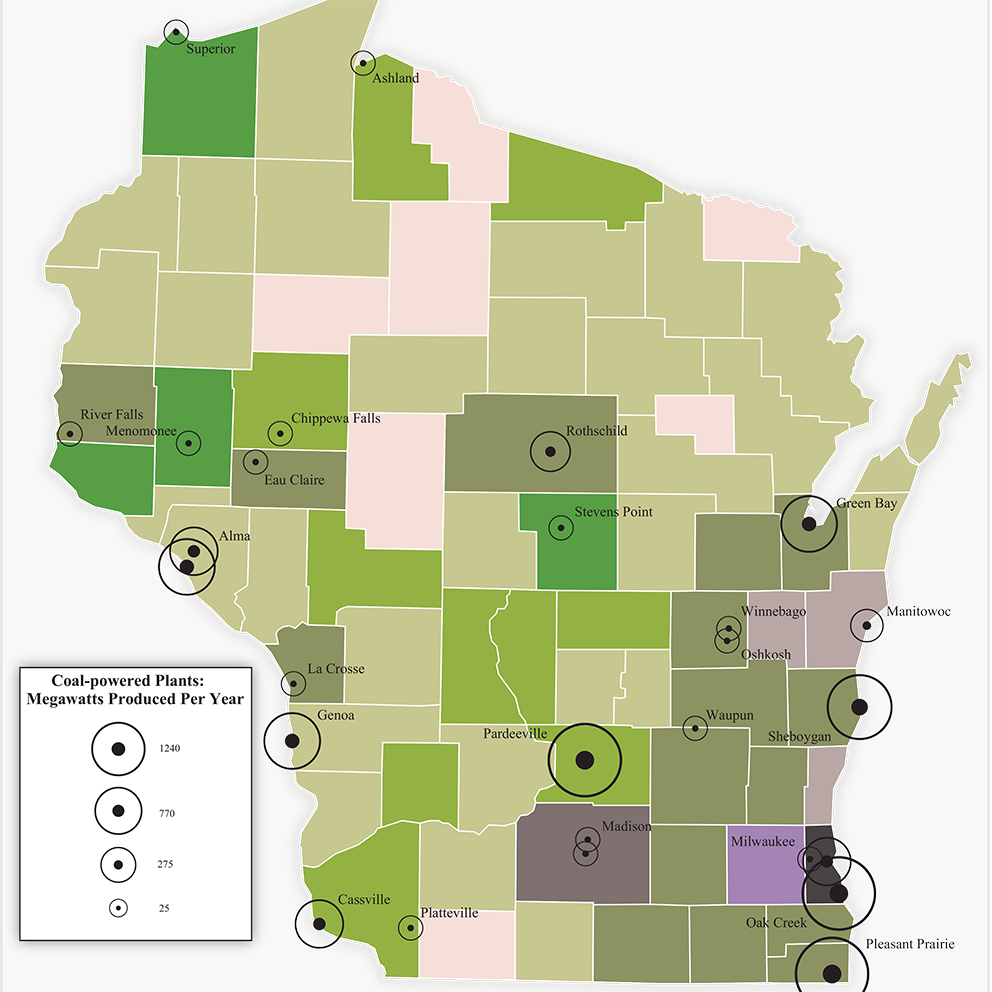 Superior
Ashland
River Falls
Menomonee
Chippewa Falls
Eau Claire
Rothschild
Stevens Point
Green Bay
Alma
Winnebago
Oshkosh
Manitowoc
La Crosse
Genoa
Waupun
Sheboygan
Pardeeville
Madison
Milwaukee
Cassville
Platteville
Oak Creek
Pleasant Prairie
Coal-powered Plants:
Megawatts Produced Per Year
1240
770
275
25